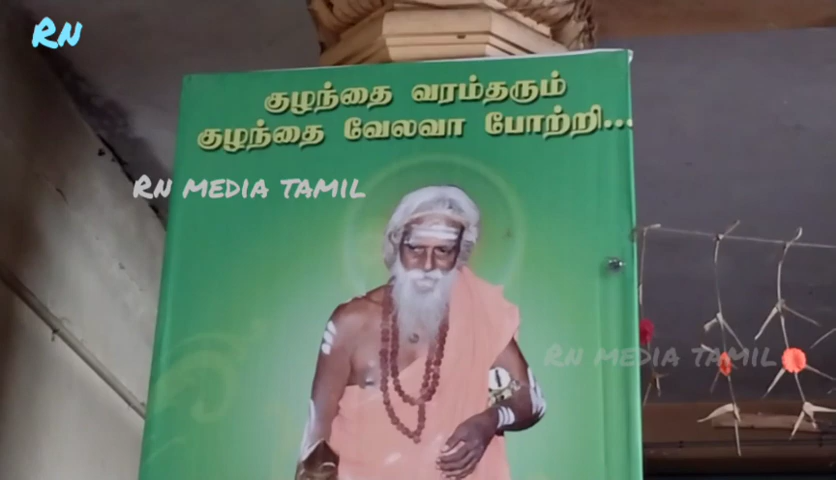 RN
குழந்தை வரம்தரும்
குழந்தை வேலவா போற்றி...
RN MEDIA TAMIL
RN MEDIA TAMIL